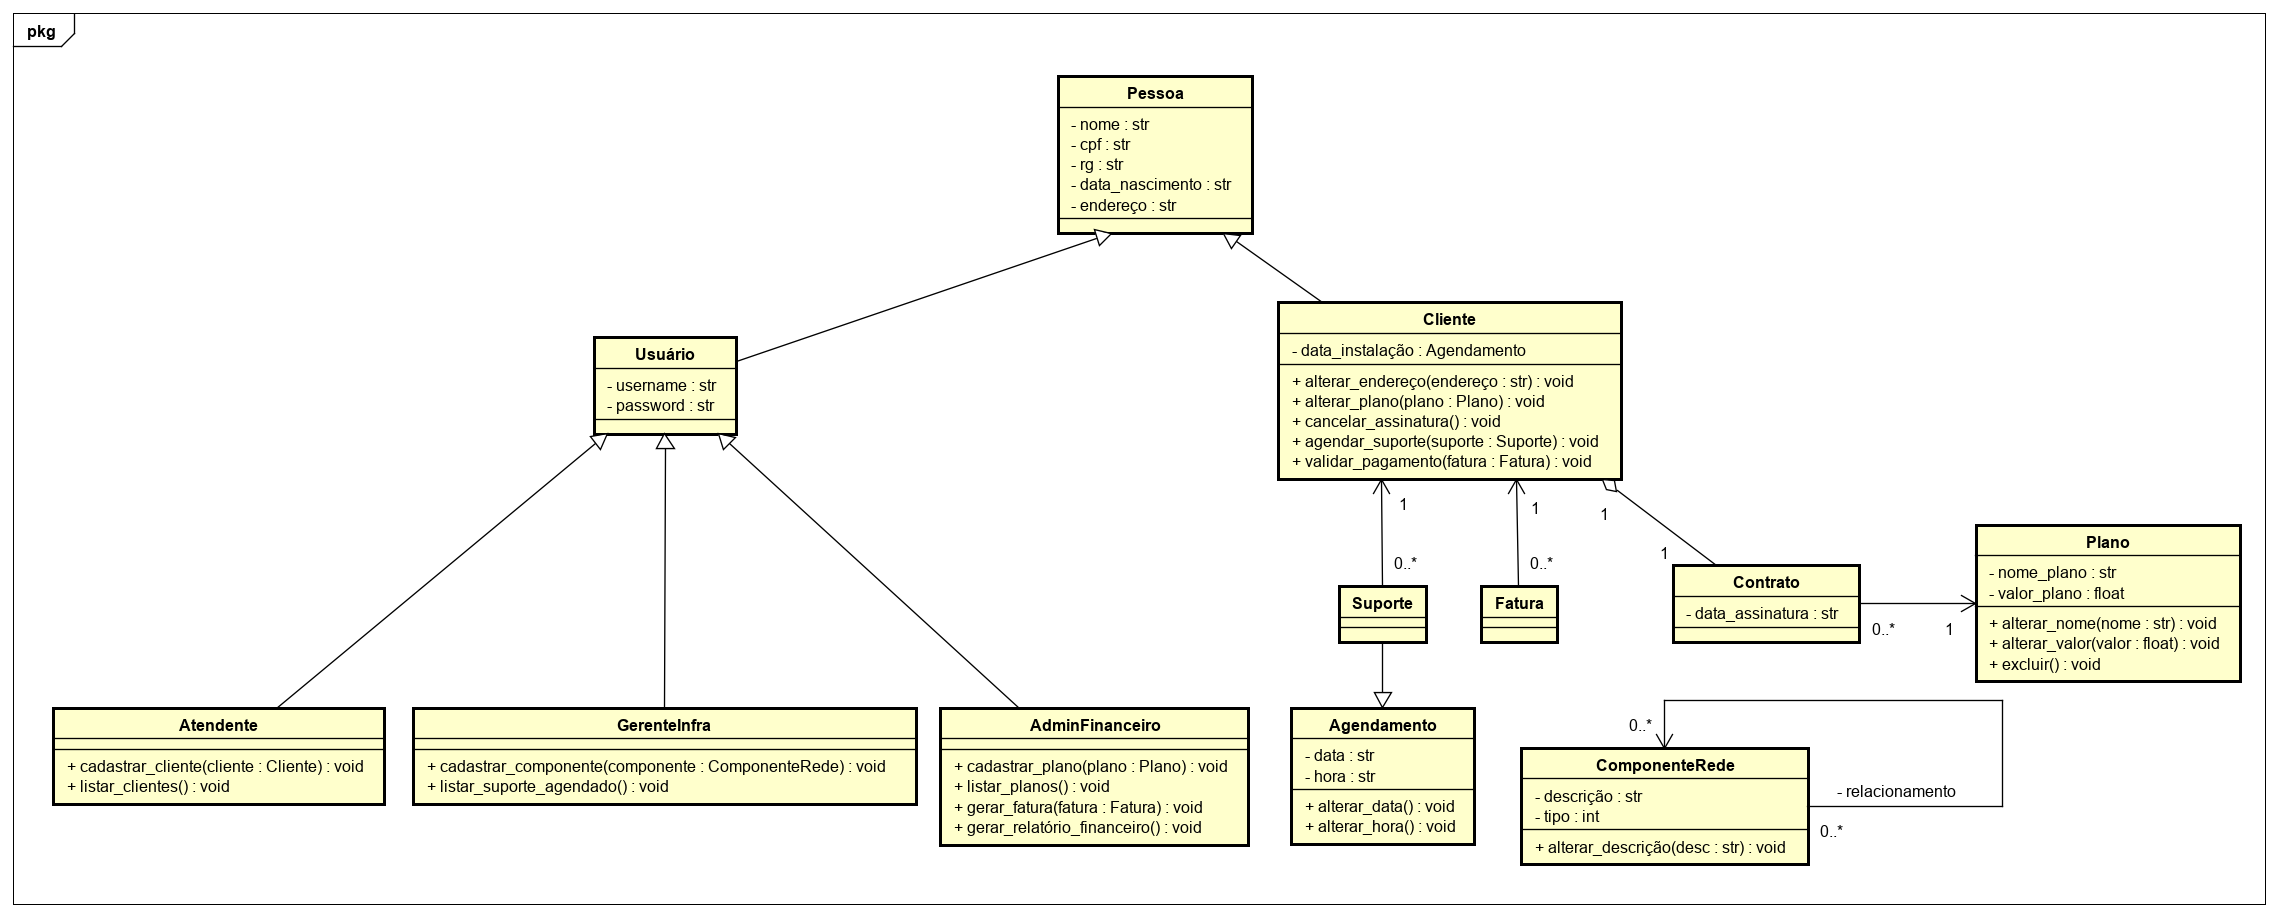 pkg
Pessoa
- nome : str
- cpf : str
- rg : str
- data_nascimento : str
- endereço : str
Cliente
- data_instalação : Agendamento
+ alterar_endereço(endereço : str) : void
+ alterar_plano(plano : Plano) : void
+ cancelar_assinatura() : void
+ agendar_suporte(suporte : Suporte) : void
+ validar_pagamento(fatura : Fatura) : void
Usuário
- username : str
- password : str
1
1
1
0..*
0..*
1
Suporte
Fatura
Contrato
- data_assinatura : str
0..*
1
Plano
- nome_plano : str
- valor_plano : float
+ alterar_nome(nome : str) : void
+ alterar_valor(valor : float) : void
+ excluir() : void
Atendente
+ cadastrar_cliente(cliente : Cliente) : void
+ listar_clientes() : void
GerenteInfra
+ cadastrar_componente(componente : ComponenteRede) : void
+ listar_suporte_agendado() : void
AdminFinanceiro
+ cadastrar_plano(plano : Plano) : void
+ listar_planos() : void
+ gerar_fatura(fatura : Fatura) : void
+ gerar_relatório_financeiro() : void
Agendamento
- data : str
- hora : str
+ alterar_data() : void
+ alterar_hora() : void
0..*
ComponenteRede
- descrição : str
- tipo : int
+ alterar_descrição(desc : str) : void
- relacionamento
0..*